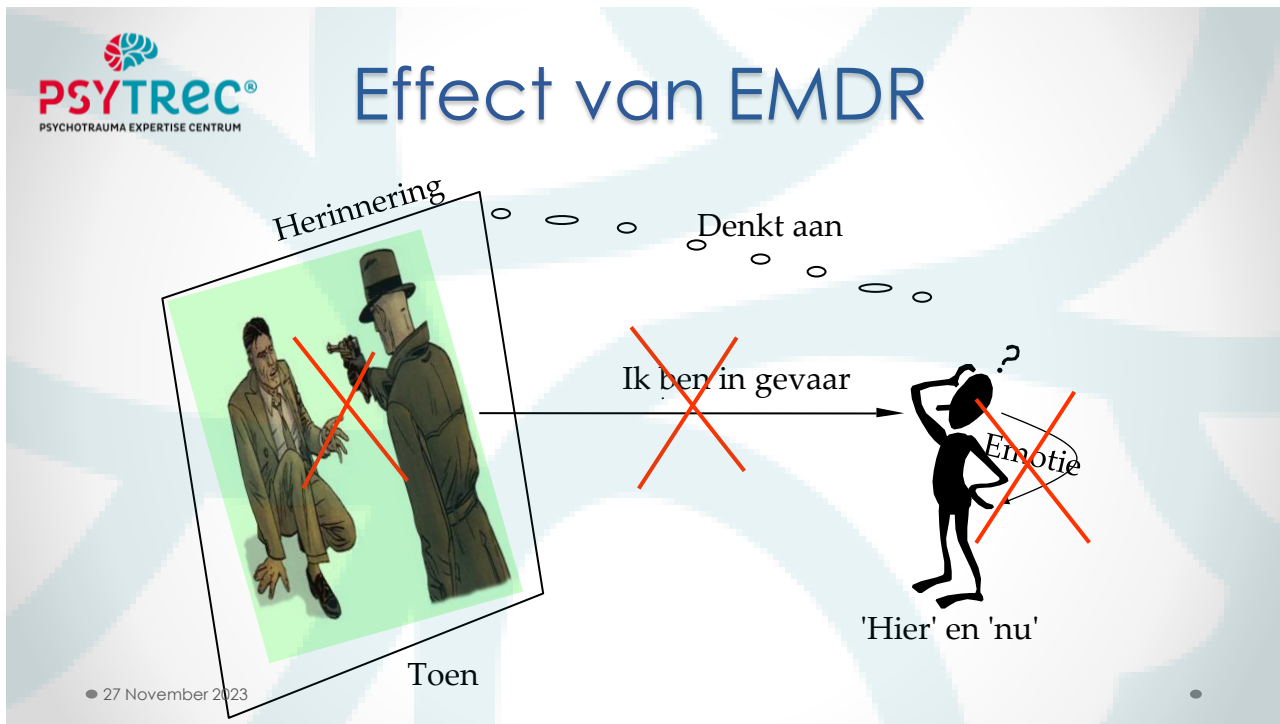 PSYTREC®
PSYCHOTRAUMA EXPERTISE CENTRUM
Effect van EMDR
Herinnering
Denkt aan
Ik ben in gevaar
?
Emotie
'Hier' en 'nu'
Toen
27 November 2023